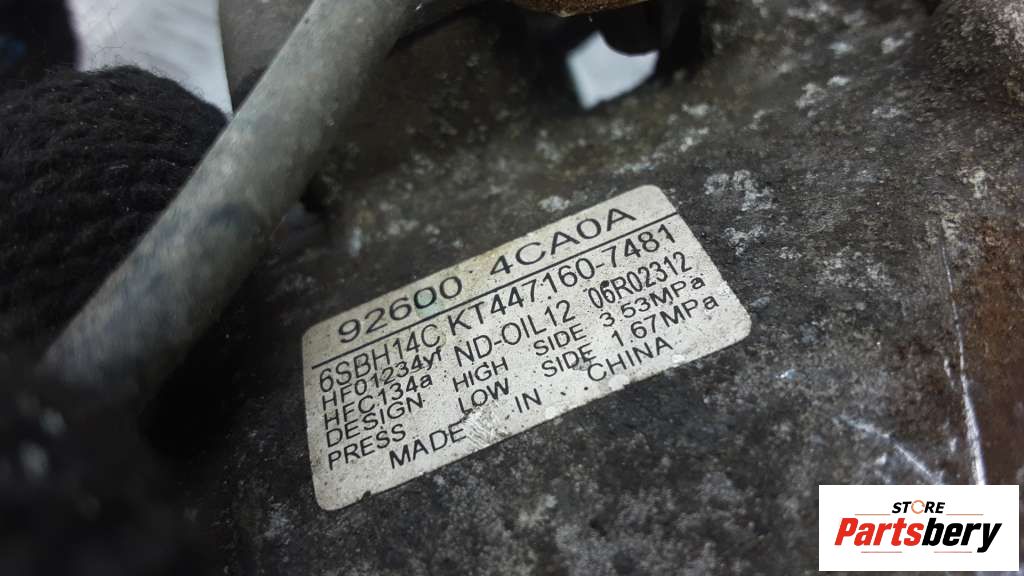 92600 4CA0A
6SBH14C KT447160-7481
HFO1234yf ND-OIL12 06R02312
HFC134a HIGH SIDE 3.53MPa
DESIGN LOW SIDE 1.67MPa
PRESS
MADE IN CHINA
STORE
Partsbery